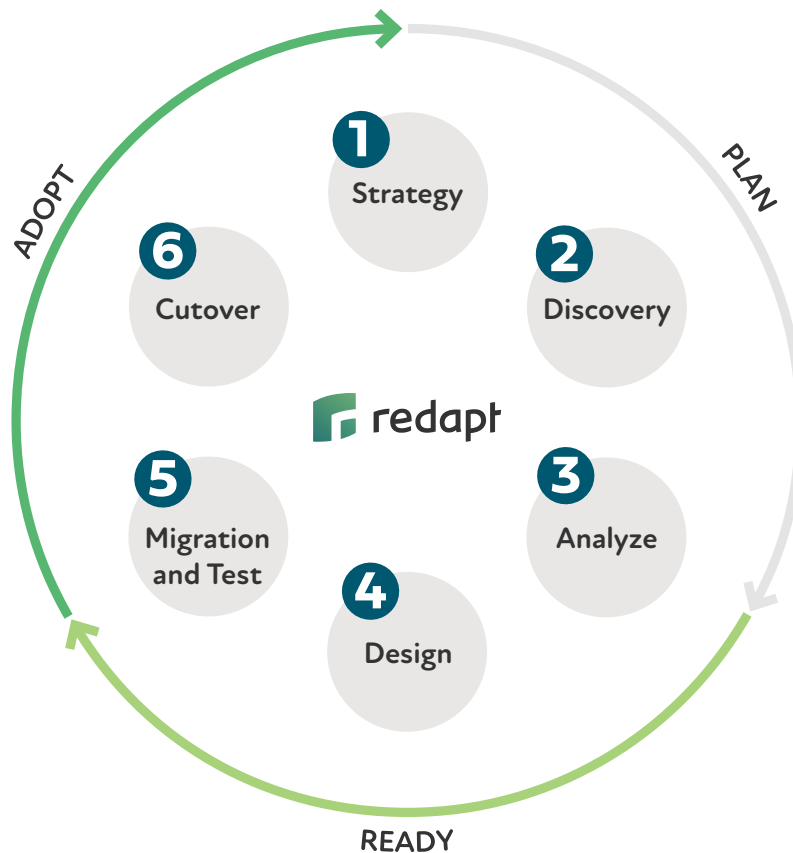 PLAN
1
Strategy
2
Discovery
3
Analyze
4
Design
5
Migration
and Test
6
Cutover
redapt
READY
ADOPT